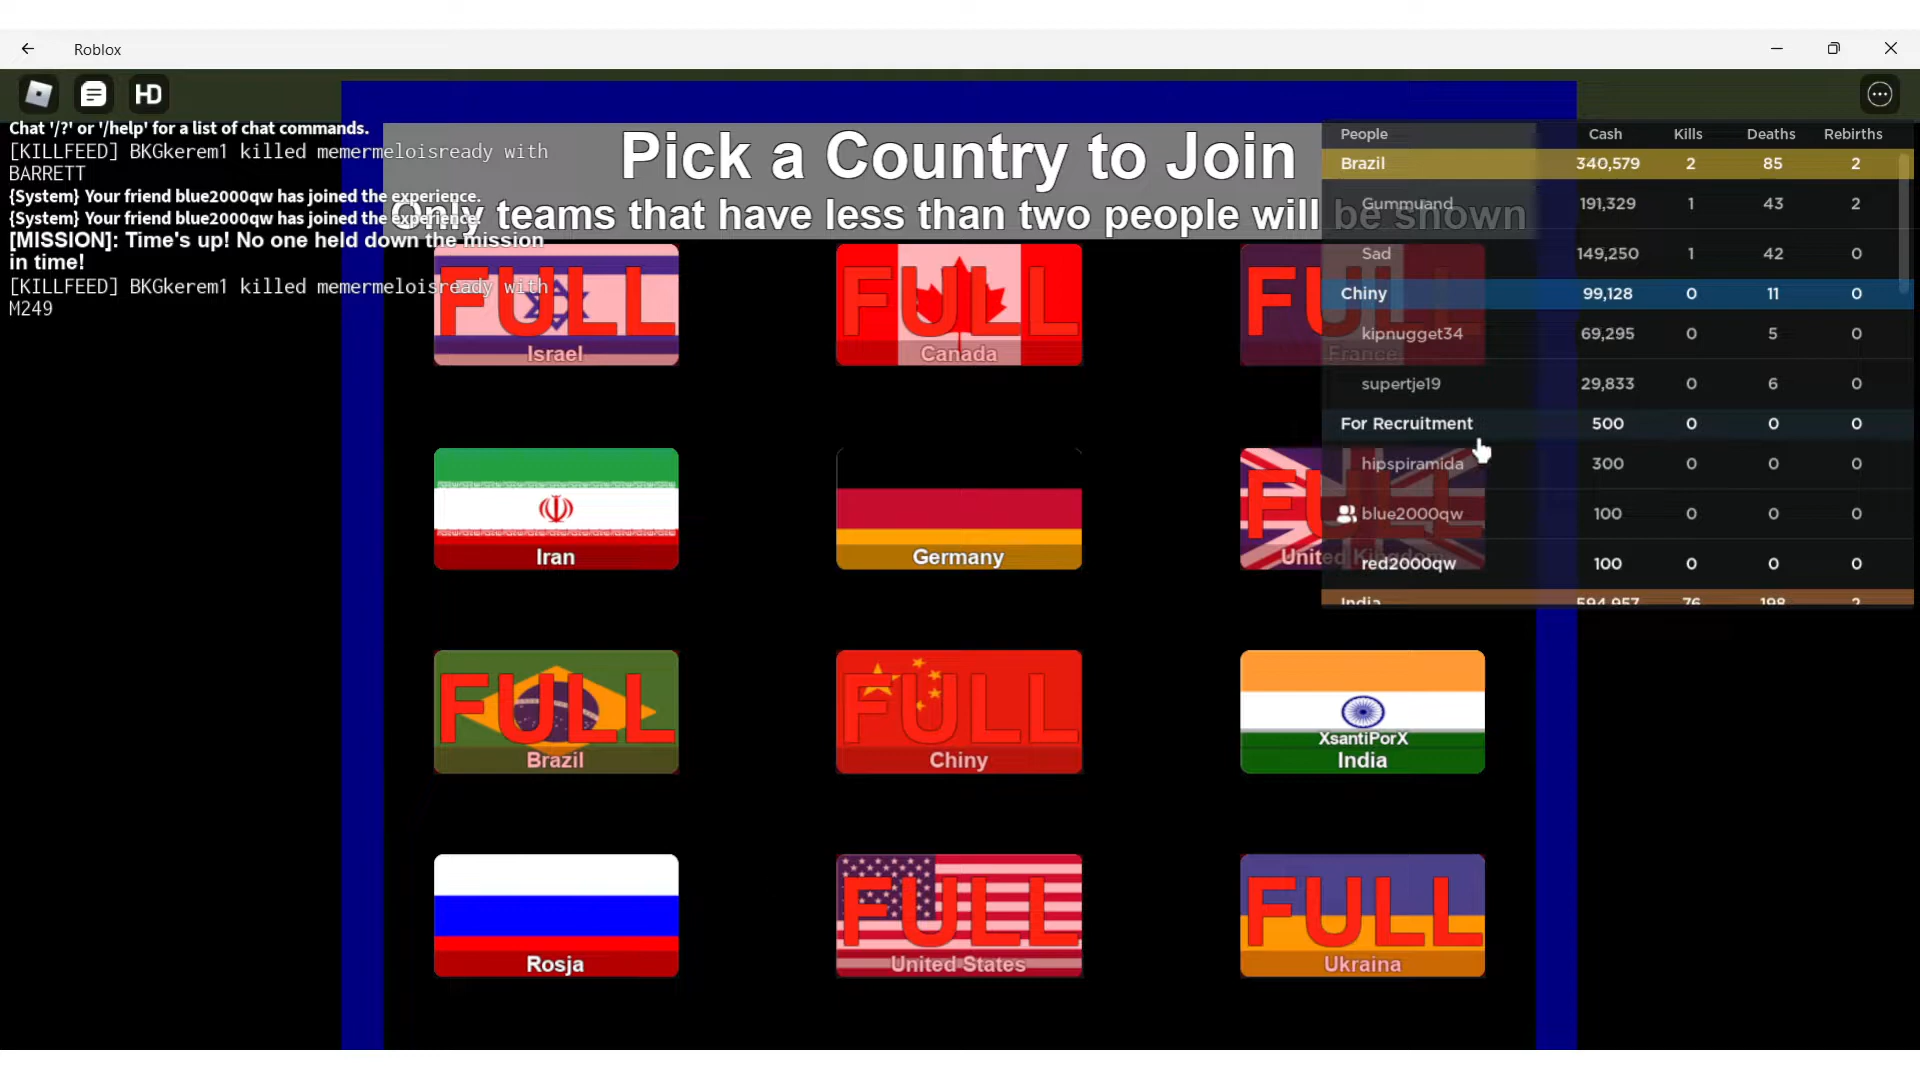 Roblox
HD
Chat '/?' or '/help' for a list of chat commands.
[KILLFEED] BKGkerem1 killed memermeloisready with
BARRETT
{System} Your friend blue2000qw has joined the experience.
{System} Your friend blue2000qw has joined the experience.
[MISSION]: Time's up! No one held down the mission
in time!
[KILLFEED] BKGkerem1 killed memermeloisready with
M249
Pick a Country to Join
Only teams that have less than two people will be shown
People Cash Kills Deaths Rebirths
Brazil 340,579 2 85 2
Gummuand 191,329 1 43 2
Sad 149,250 1 42 0
Chiny 99,128 0 11 0
kipnugget34 69,295 0 5 0
supertje19 29,833 0 6 0
For Recruitment 500 0 0 0
hipspiramida 300 0 0 0
blue2000qw 100 0 0 0
red2000qw 100 0 0 0
India 594,957 76 198 2
FULL
Israel
FULL
Canada
FULL
France
Iran
Germany
FULL
United Kingdom
FULL
Brazil
FULL
Chiny
XsantiPorX
India
Rosja
FULL
United States
FULL
Ukraina